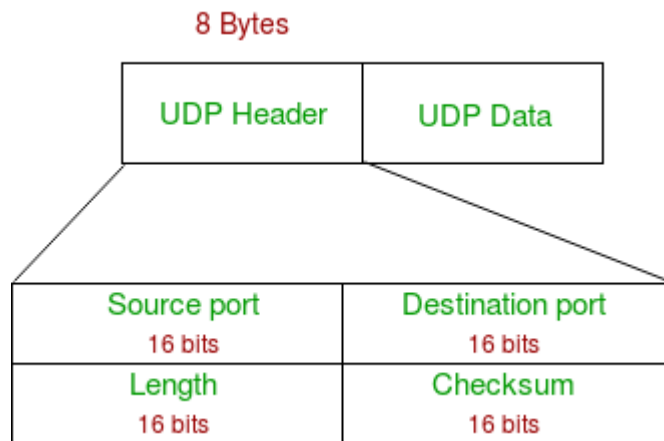 8 Bytes
UDP Header
UDP Data
Source port
16 bits
Destination port
16 bits
Length
16 bits
Checksum
16 bits